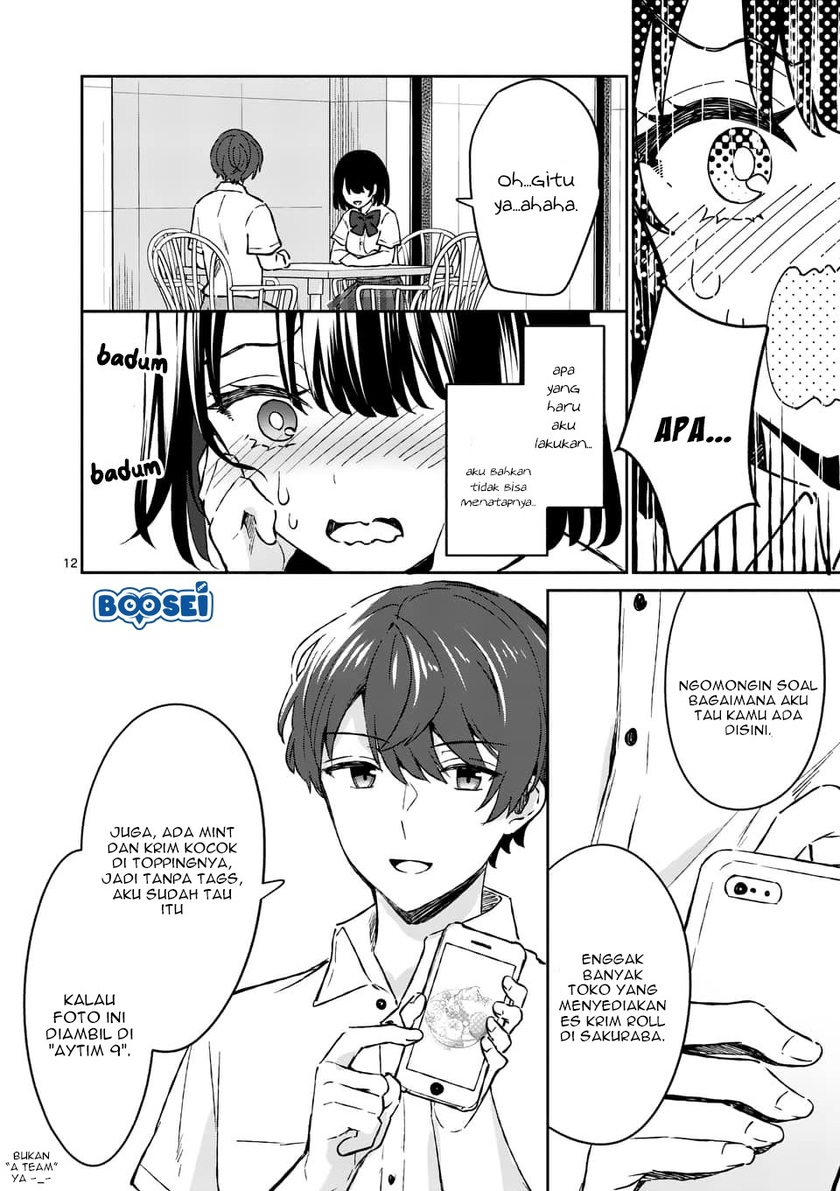 APA...
Oh...Gitu
ya...ahaha.
badum
badum
apa
yang
haru
aku
lakukan...
aku bahkan
tidak bisa
menatapnya..
12
BOOSEI
NGOMONGIN SOAL
BAGAIMANA AKU
TAU KAMU ADA
DISINI.
ENGGAK
BANYAK
TOKO YANG
MENYEDIAKAN
ES KRIM ROLL
DI SAKURABA.
JUGA, ADA MINT
DAN KRIM KOCOK
DI TOPPINGNYA,
JADI TANPA TAGS,
AKU SUDAH TAU
ITU
KALAU
FOTO INI
DIAMBIL DI
"AYTIM 9".
BUKAN
"A TEAM"
YA -_-